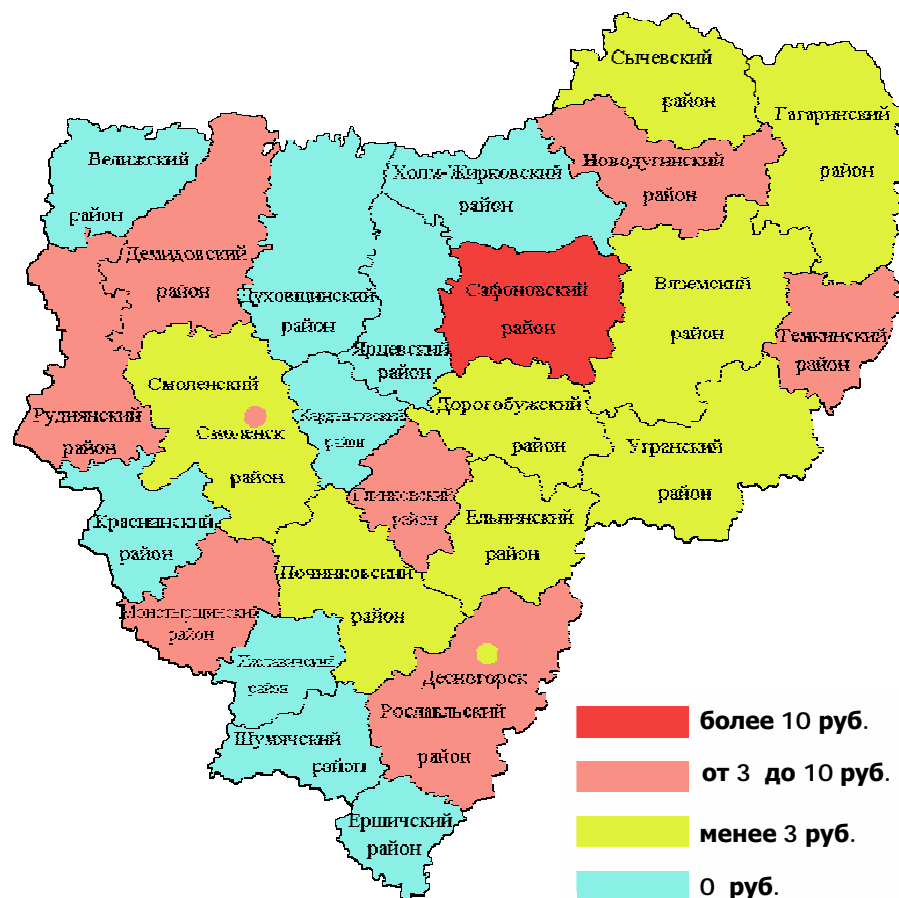 Сычевский
район
Гагаринский
район
Новодугинский
район
Велижский
район
Холм-Жирковский
район
Демидовский
район
Духовщинский
район
Сафоновский
район
Вяземский
район
Темкинский
район
Ярцевский
район
Смоленский
Смоленск
район
Руднянский
район
Кардымовский
район
Дорогобужский
район
Угранский
район
Глинковский
район
Ельнинский
район
Краснинский
район
Починковский
район
Монастырщинский
район
район
Десногорск
Рославльский
район
Шумячский
район
Ершичский
район
более 10 руб.
от 3 до 10 руб.
менее 3 руб.
0 руб.